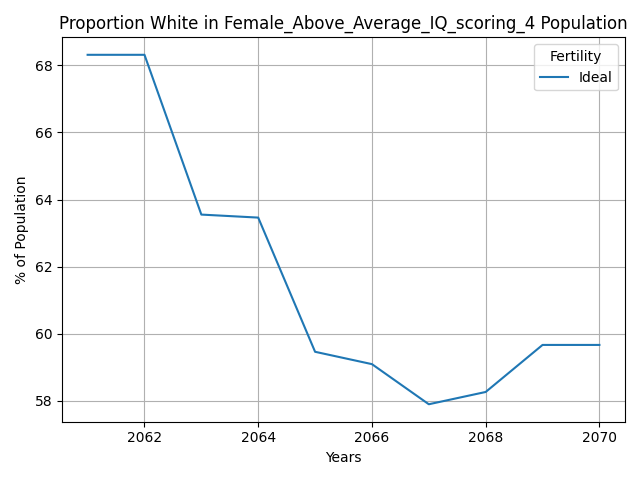 Proportion White in Female_Above_Average_IQ_scoring_4 Population
Fertility
Ideal
% of Population
68
66
64
62
60
58
2062 2064 2066 2068 2070
Years